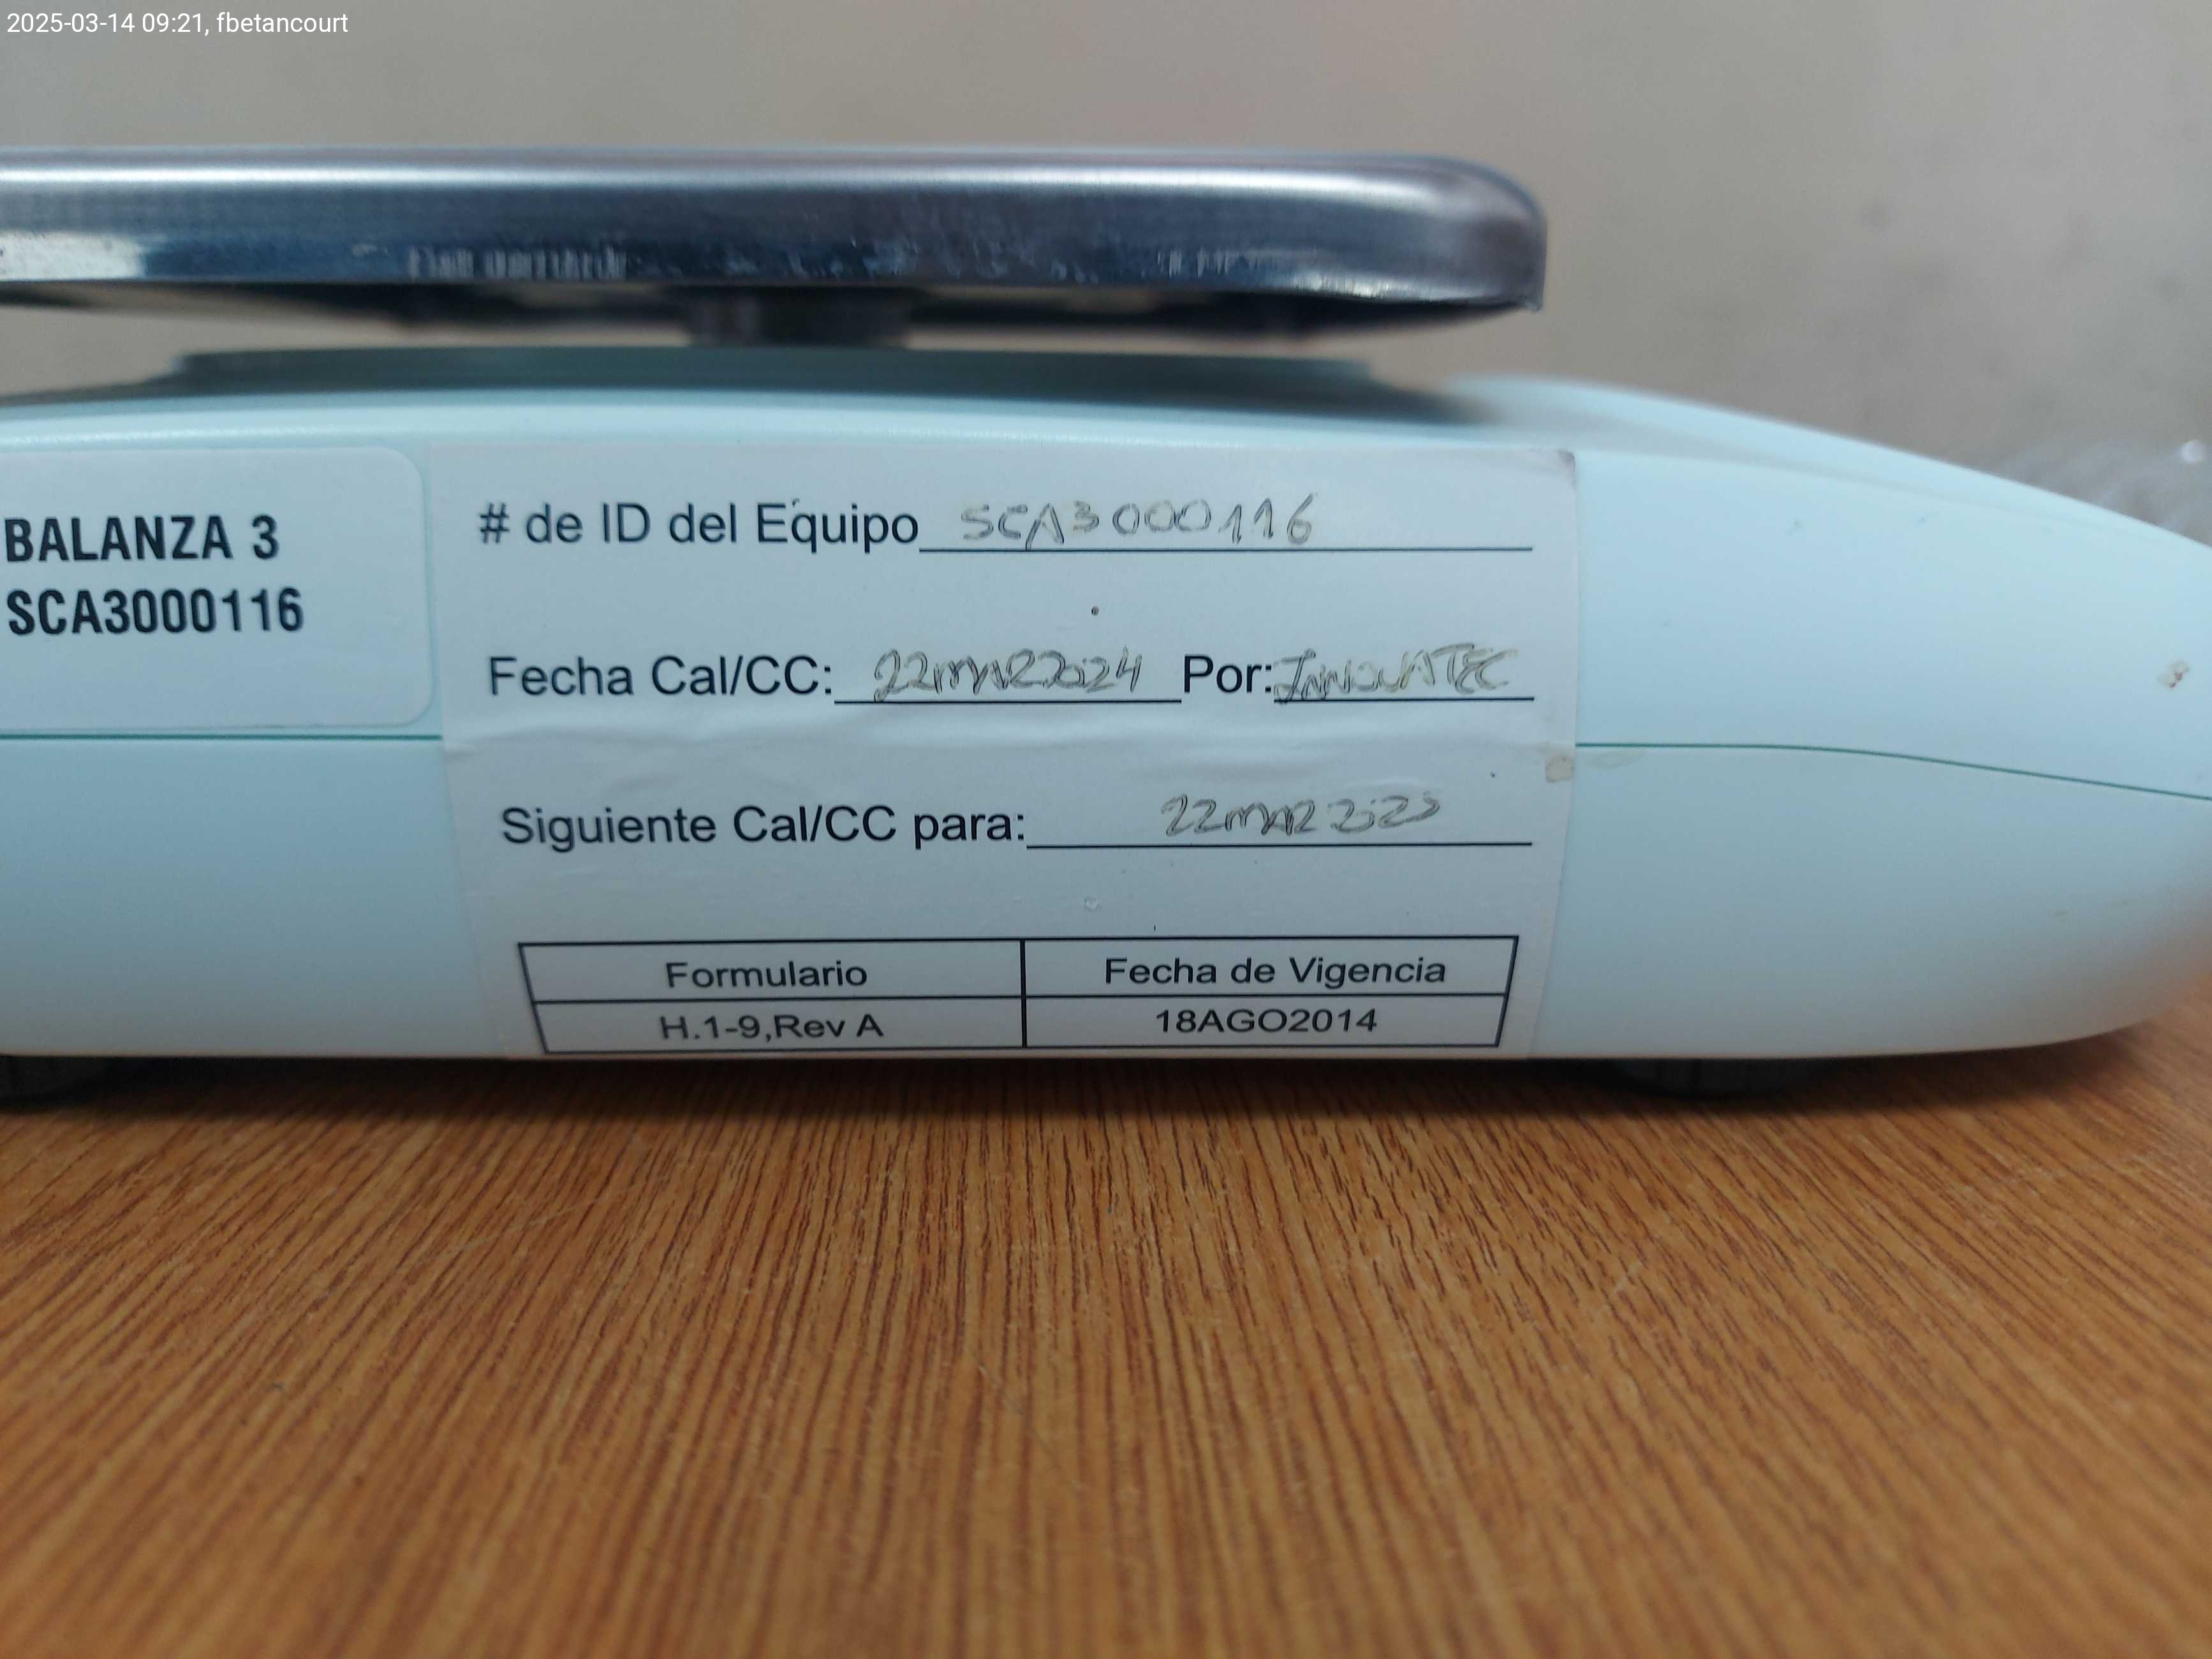 2025-03-14 09:21, fbetancourt
BALANZA 3
SCA3000116
# de ID del Equipo SCA3000116
Fecha Cal/CC: 22MAR2024 Por: INNOVATEC
Siguiente Cal/CC para: 22MAR2025
Formulario Fecha de Vigencia
H.1-9,Rev A 18AGO2014